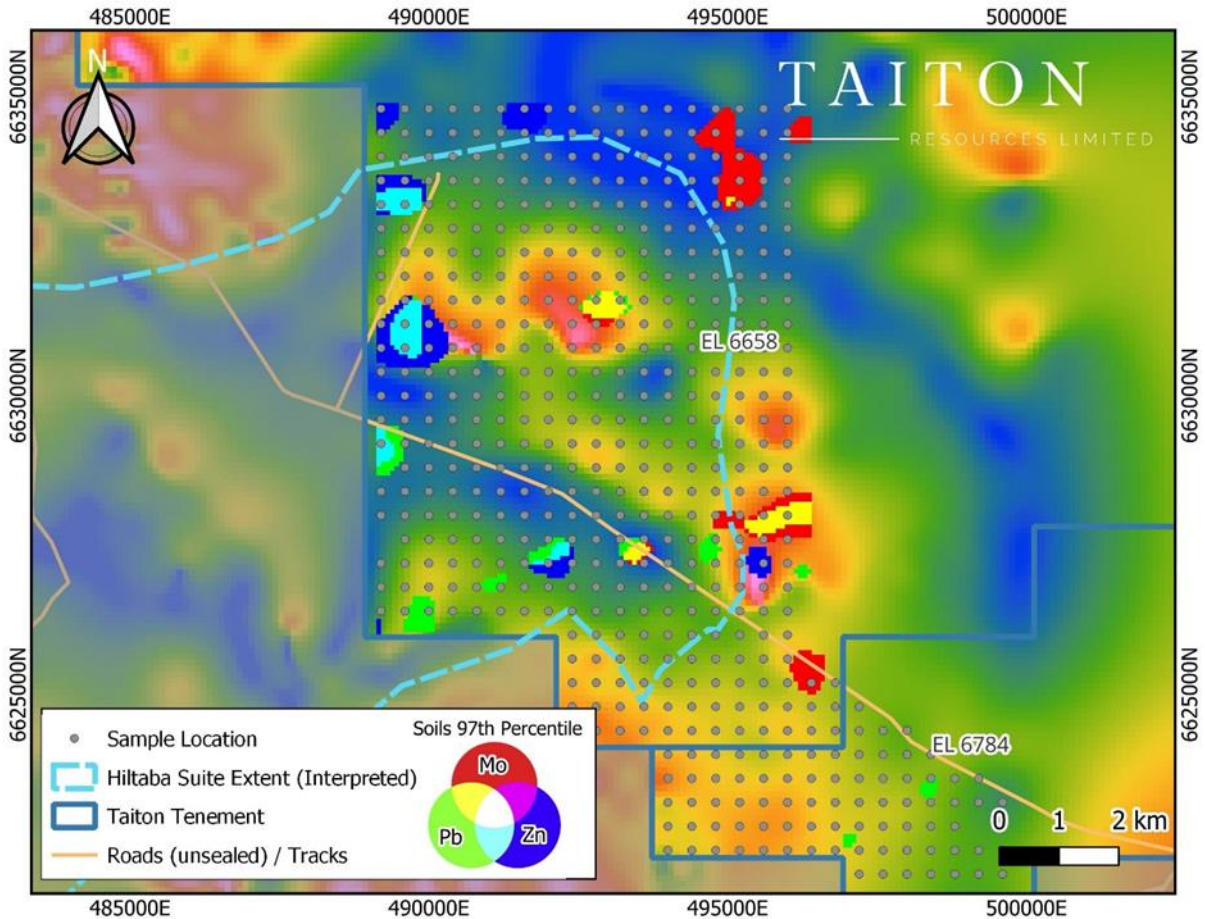 485000E 490000E 495000E 500000E
6635000N
6630000N
6625000N
N
TAITON
RESOURCES LIMITED
6635000N
6630000N
6625000N
EL 6658
EL 6784
0 1 2 km
Sample Location
Hiltaba Suite Extent (Interpreted)
Taiton Tenement
Roads (unsealed) / Tracks
Soils 97th Percentile
Mo
Pb Zn
485000E 490000E 495000E 500000E